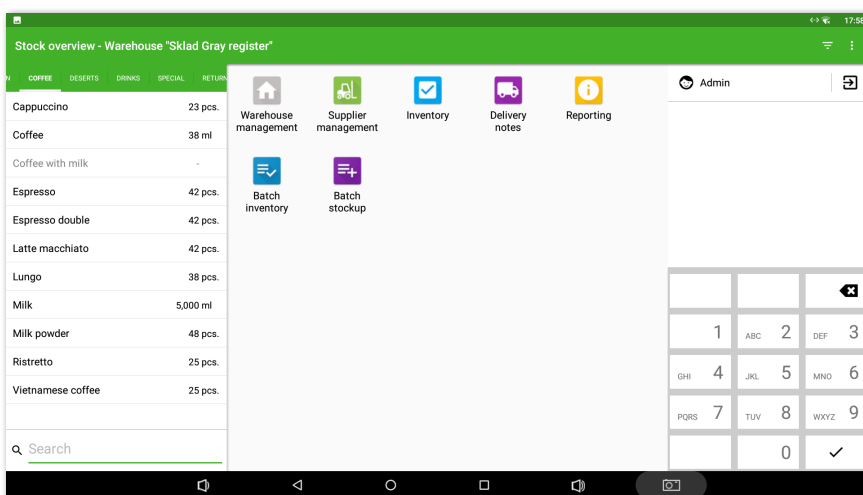 17:58
Stock overview - Warehouse "Sklad Gray register"
N COFFEE DESERTS DRINKS SPECIAL RETURN
Cappuccino 23 pcs.
Coffee 38 ml
Coffee with milk -
Espresso 42 pcs.
Espresso double 42 pcs.
Latte macchiato 42 pcs.
Lungo 38 pcs.
Milk 5,000 ml
Milk powder 48 pcs.
Ristretto 25 pcs.
Vietnamese coffee 25 pcs.
Search
Warehouse
management
Supplier
management
Inventory
Delivery
notes
Reporting
Batch
inventory
Batch
stockup
Admin
1 ABC 2 DEF 3
GHI 4 JKL 5 MNO 6
PQRS 7 TUV 8 WXYZ 9
0